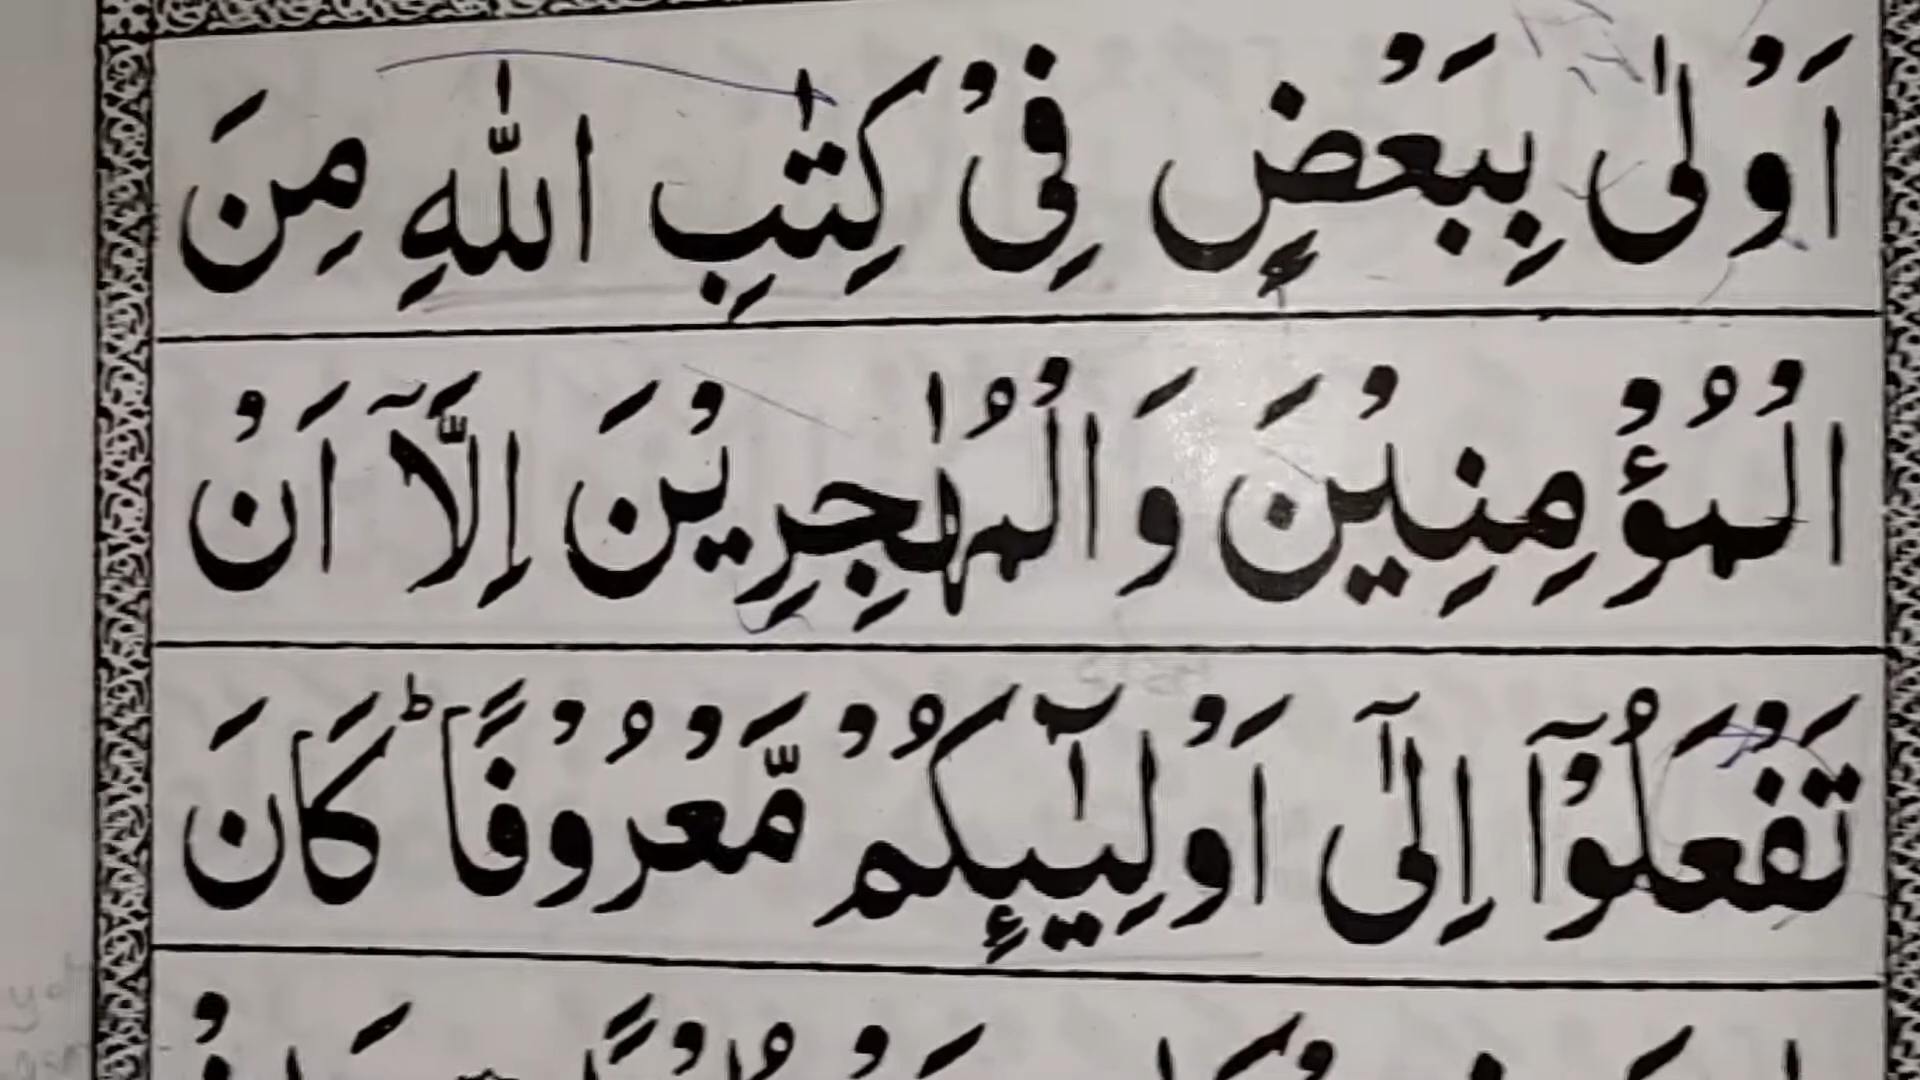 اَوْلٰى بِبَعْضٍ فِیْ كِتٰبِ اللّٰهِ مِنَ
الْمُؤْمِنِیْنَ وَالْمُهٰجِرِیْنَ اِلَّاۤ اَنْ
تَفْعَلُوْۤا اِلٰۤى اَوْلِیٰٓىِٕكُمْ مَّعْرُوْفًا ؕ كَانَ